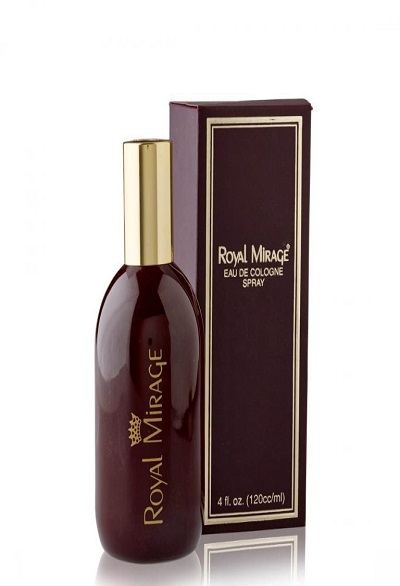 ROYAL MIRAGE
ROYAL MIRAGE®
EAU DE COLOGNE
SPRAY
4 fl. oz. (120cc/ml)